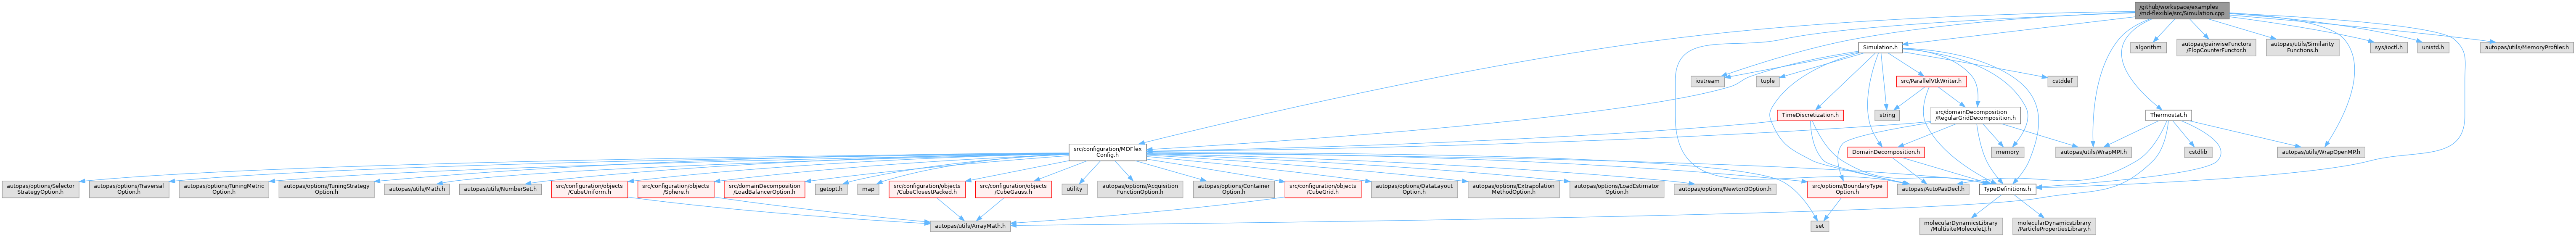 /github/workspace/examples
/md-flexible/src/Simulation.cpp
Simulation.h
algorithm
autopas/pairwiseFunctors
/FlopCounterFunctor.h
autopas/utils/Similarity
Functions.h
sys/ioctl.h
unistd.h
autopas/utils/MemoryProfiler.h
iostream
tuple
src/ParallelVtkWriter.h
cstddef
TimeDiscretization.h
string
src/domainDecomposition
/RegularGridDecomposition.h
Thermostat.h
src/configuration/MDFlex
Config.h
DomainDecomposition.h
memory
autopas/utils/WrapMPI.h
cstdlib
autopas/utils/WrapOpenMP.h
autopas/options/Selector
StrategyOption.h
autopas/options/Traversal
Option.h
autopas/options/TuningMetric
Option.h
autopas/options/TuningStrategy
Option.h
autopas/utils/Math.h
autopas/utils/NumberSet.h
src/configuration/objects
/CubeUniform.h
src/configuration/objects
/Sphere.h
src/domainDecomposition
/LoadBalancerOption.h
getopt.h
map
src/configuration/objects
/CubeClosestPacked.h
src/configuration/objects
/CubeGauss.h
utility
autopas/options/Acquisition
FunctionOption.h
autopas/options/Container
Option.h
src/configuration/objects
/CubeGrid.h
autopas/options/DataLayout
Option.h
autopas/options/Extrapolation
MethodOption.h
autopas/options/LoadEstimator
Option.h
autopas/options/Newton3Option.h
src/options/BoundaryType
Option.h
autopas/AutoPasDecl.h
TypeDefinitions.h
autopas/utils/ArrayMath.h
set
molecularDynamicsLibrary
/MultisiteMoleculeLJ.h
molecularDynamicsLibrary
/ParticlePropertiesLibrary.h